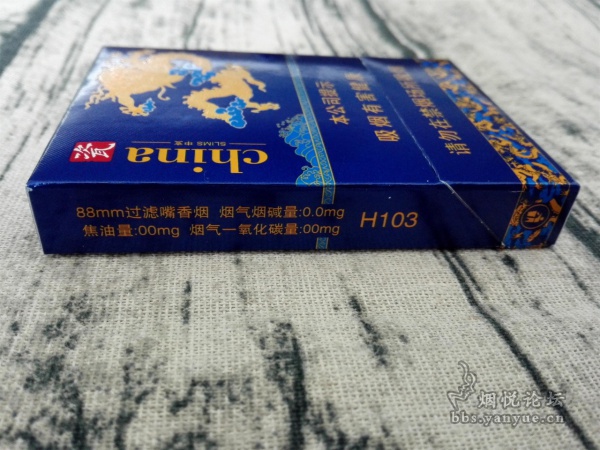 本公司提示
吸烟有害健康
请勿在禁烟场所吸烟
china
SLIMS 中支
瓷
88mm过滤嘴香烟 烟气烟碱量:0.0mg
焦油量:00mg 烟气一氧化碳量:00mg
H103
烟悦论坛
bbs.yanyue.cn